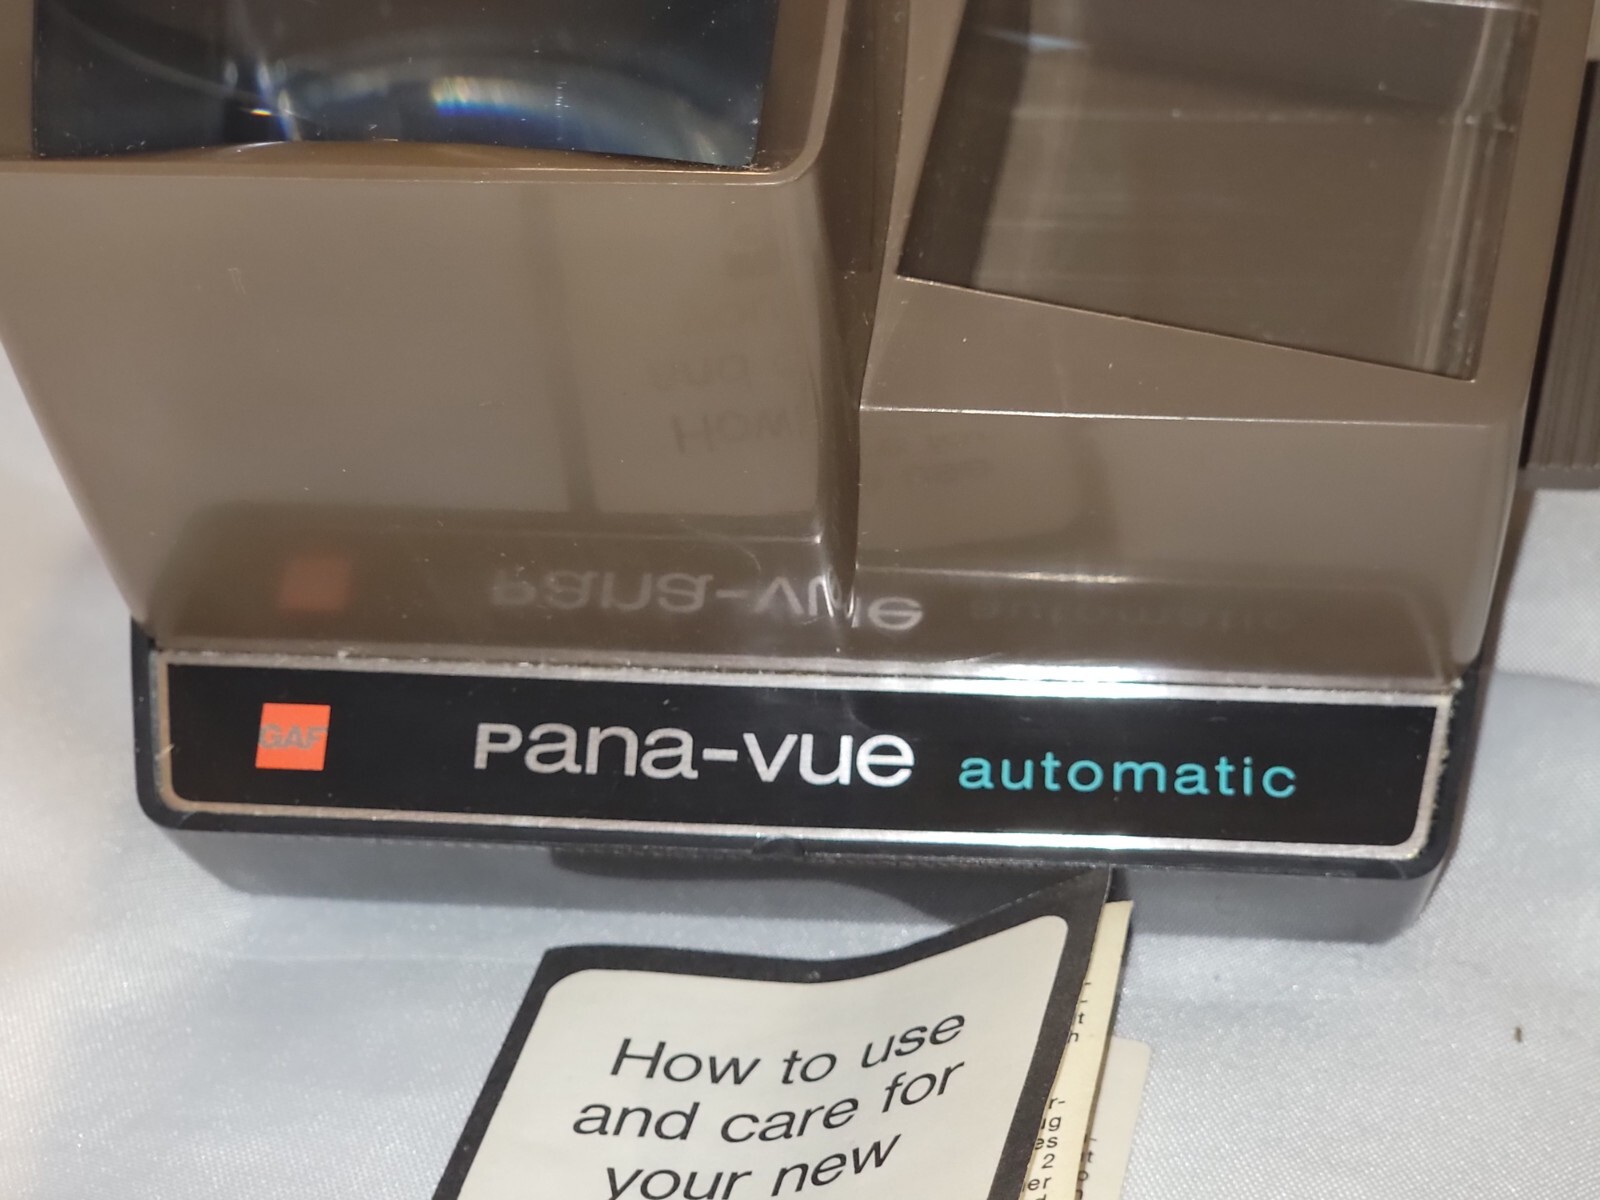 GAF Pana-vue automatic
How to use
and care for
your new